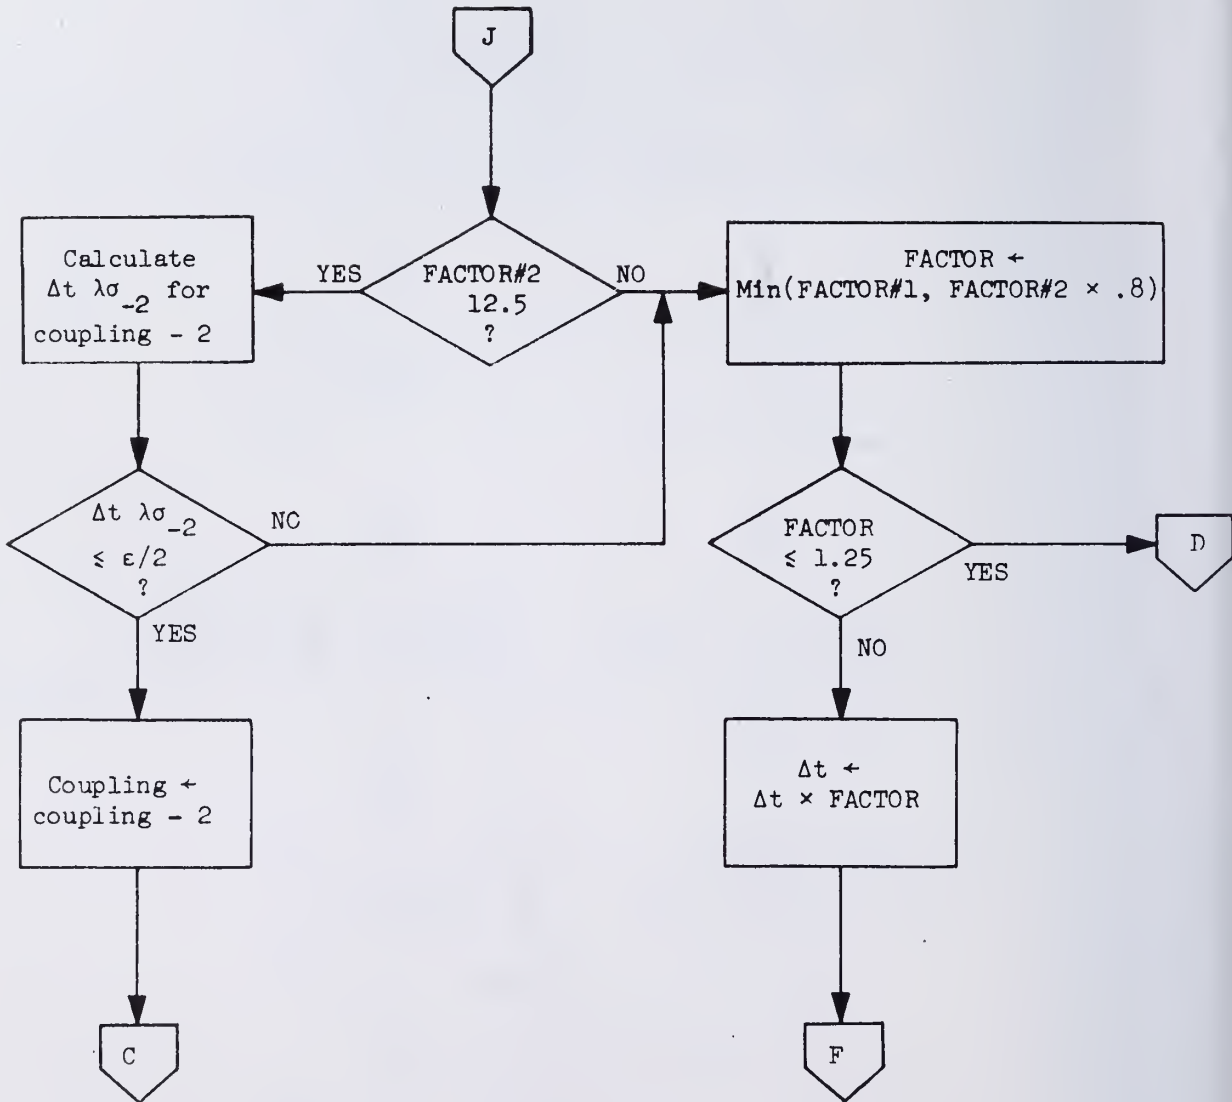 J
Calculate
Δt λσ
-2 for
coupling - 2
YES
FACTOR#2
12.5
?
NO
FACTOR ←
Min(FACTOR#1, FACTOR#2 × .8)
Δt λσ
-2
≤ ε/2
?
NC
YES
FACTOR
≤ 1.25
?
YES
D
NO
Coupling ←
coupling - 2
Δt ←
Δt × FACTOR
C
F